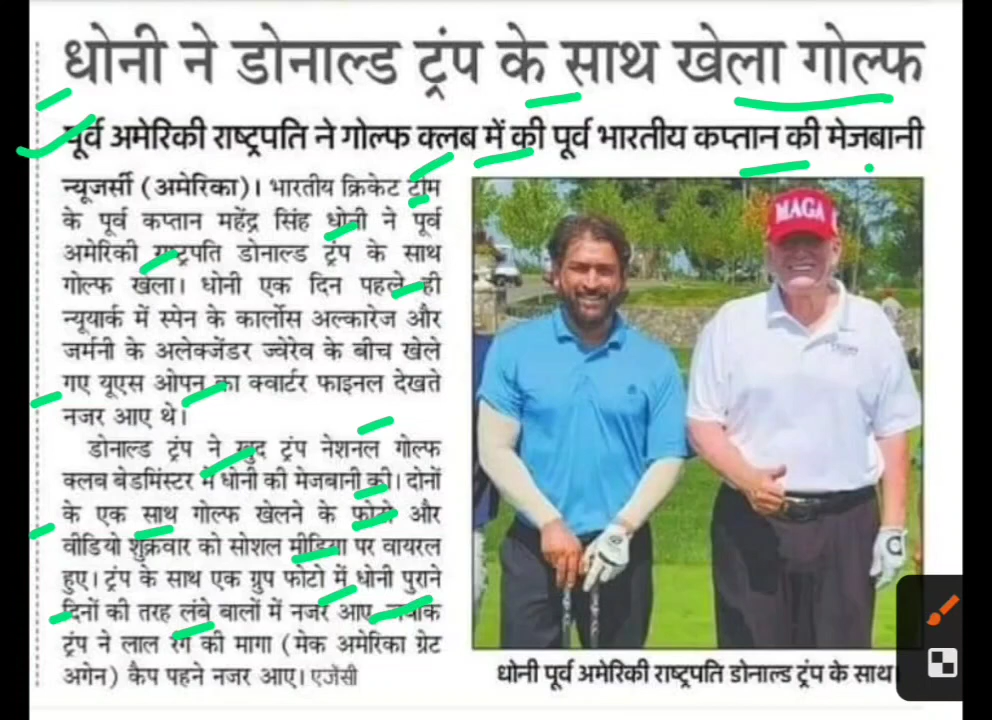 धोनी ने डोनाल्ड ट्रंप के साथ खेला गोल्फ
पूर्व अमेरिकी राष्ट्रपति ने गोल्फ क्लब में की पूर्व भारतीय कप्तान की मेजबानी
न्यूजर्सी (अमेरिका)। भारतीय क्रिकेट टीम
के पूर्व कप्तान महेंद्र सिंह धोनी ने पूर्व
अमेरिकी राष्ट्रपति डोनाल्ड ट्रंप के साथ
गोल्फ खेला। धोनी एक दिन पहले ही
न्यूयार्क में स्पेन के कार्लोस अल्कारेज और
जर्मनी के अलेक्जेंडर ज्वेरेव के बीच खेले
गए यूएस ओपन का क्वार्टर फाइनल देखते
नजर आए थे।
डोनाल्ड ट्रंप ने खुद ट्रंप नेशनल गोल्फ
क्लब बेडमिंस्टर में धोनी की मेजबानी की। दोनों
के एक साथ गोल्फ खेलने के फोटो और
वीडियो शुक्रवार को सोशल मीडिया पर वायरल
हुए। ट्रंप के साथ एक ग्रुप फोटो में धोनी पुराने
दिनों की तरह लंबे बालों में नजर आए जबकि
ट्रंप ने लाल रंग की मागा (मेक अमेरिका ग्रेट
अगेन) कैप पहने नजर आए। एजेंसी
MAGA
धोनी पूर्व अमेरिकी राष्ट्रपति डोनाल्ड ट्रंप के साथ।